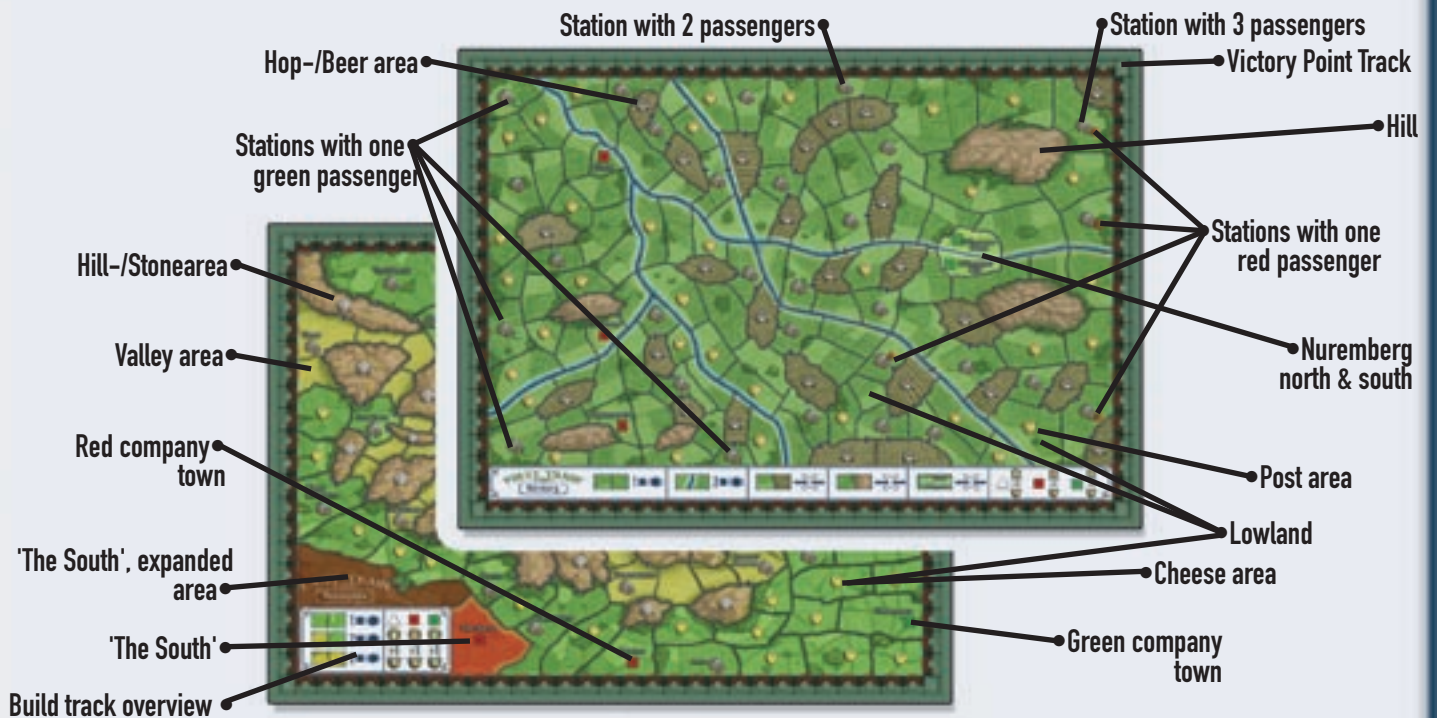 Station with 2 passengers
Station with 3 passengers
Hop-/Beer area
Victory Point Track
Hill
Stations with one
green passenger
Stations with one
red passenger
Hill-/Stonearea
Valley area
Nuremberg
north & south
Red company
town
Post area
Lowland
'The South', expanded
area
Cheese area
'The South'
Green company
town
Build track overview